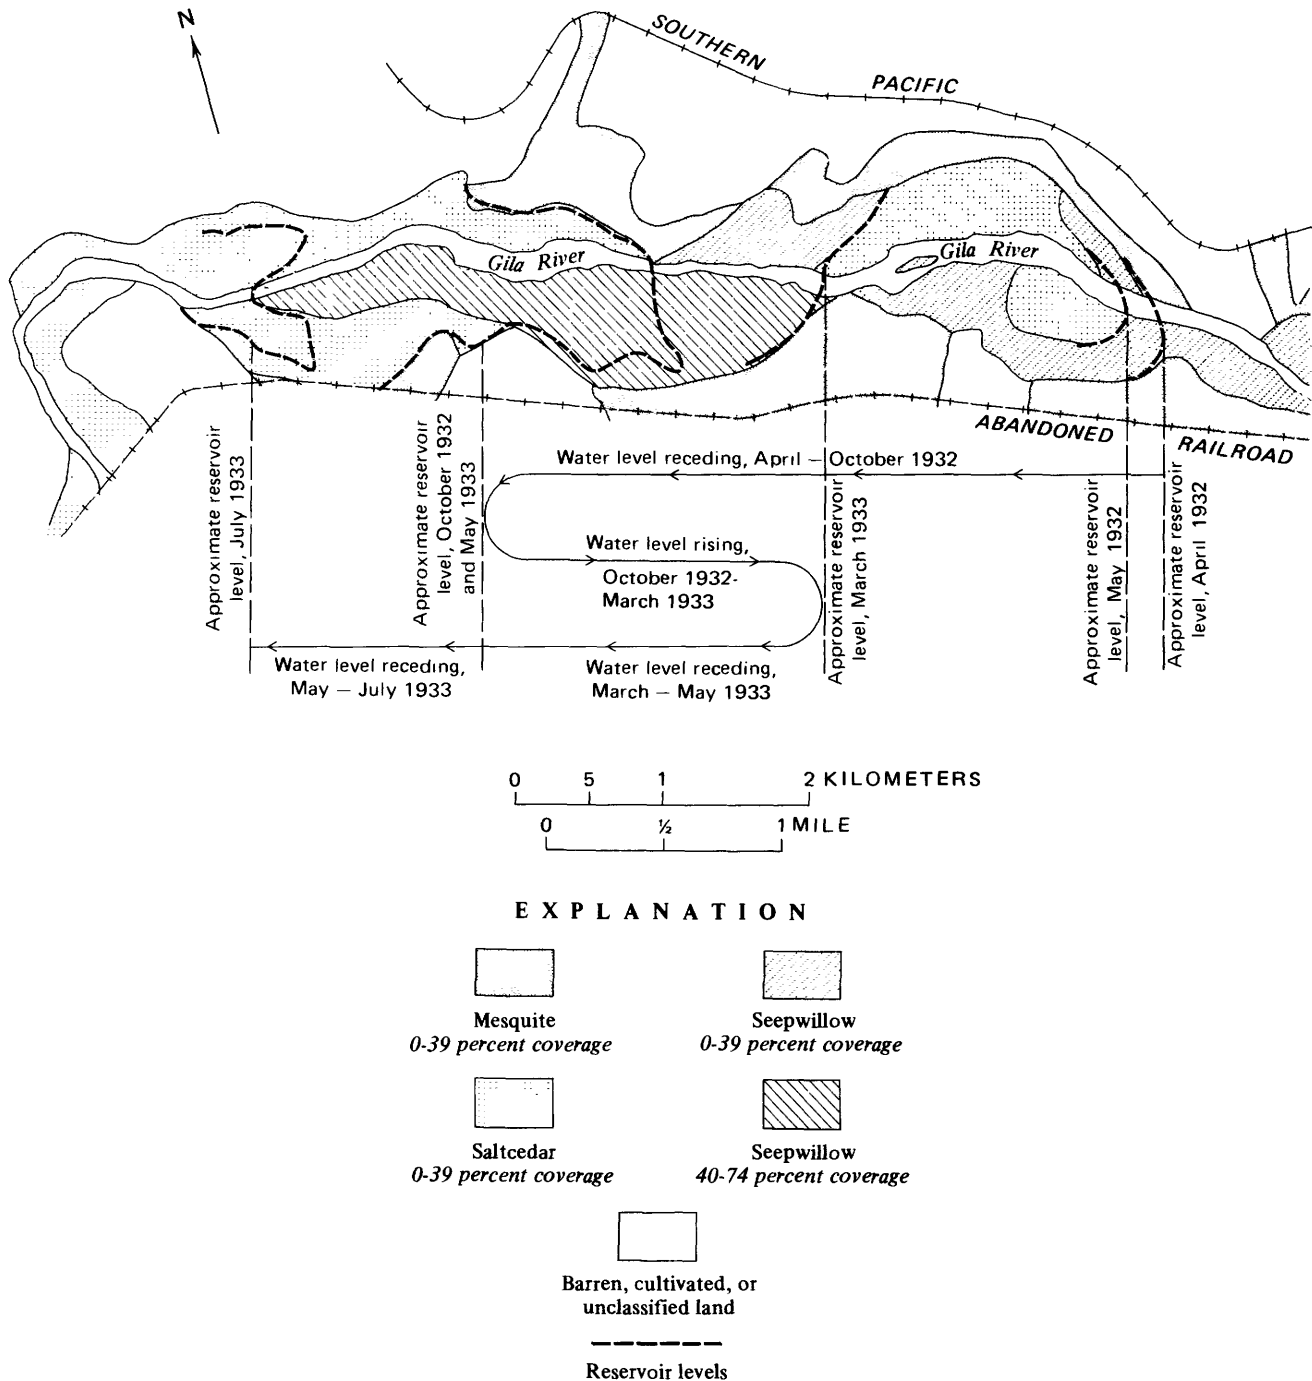 N
SOUTHERN
PACIFIC
Gila River
Gila River
ABANDONED
RAILROAD
Approximate reservoir
level, July 1933
Approximate reservoir
level, October 1932
and May 1933
Water level receding, April – October 1932
Water level rising,
October 1932-
March 1933
Approximate reservoir
level, March 1933
Approximate reservoir
level, May 1932
Approximate reservoir
level, April 1932
Water level receding,
May – July 1933
Water level receding,
March – May 1933
0 5 1 2 KILOMETERS
0 ½ 1 MILE
EXPLANATION
Mesquite
0-39 percent coverage
Seepwillow
0-39 percent coverage
Saltcedar
0-39 percent coverage
Seepwillow
40-74 percent coverage
Barren, cultivated, or
unclassified land
Reservoir levels